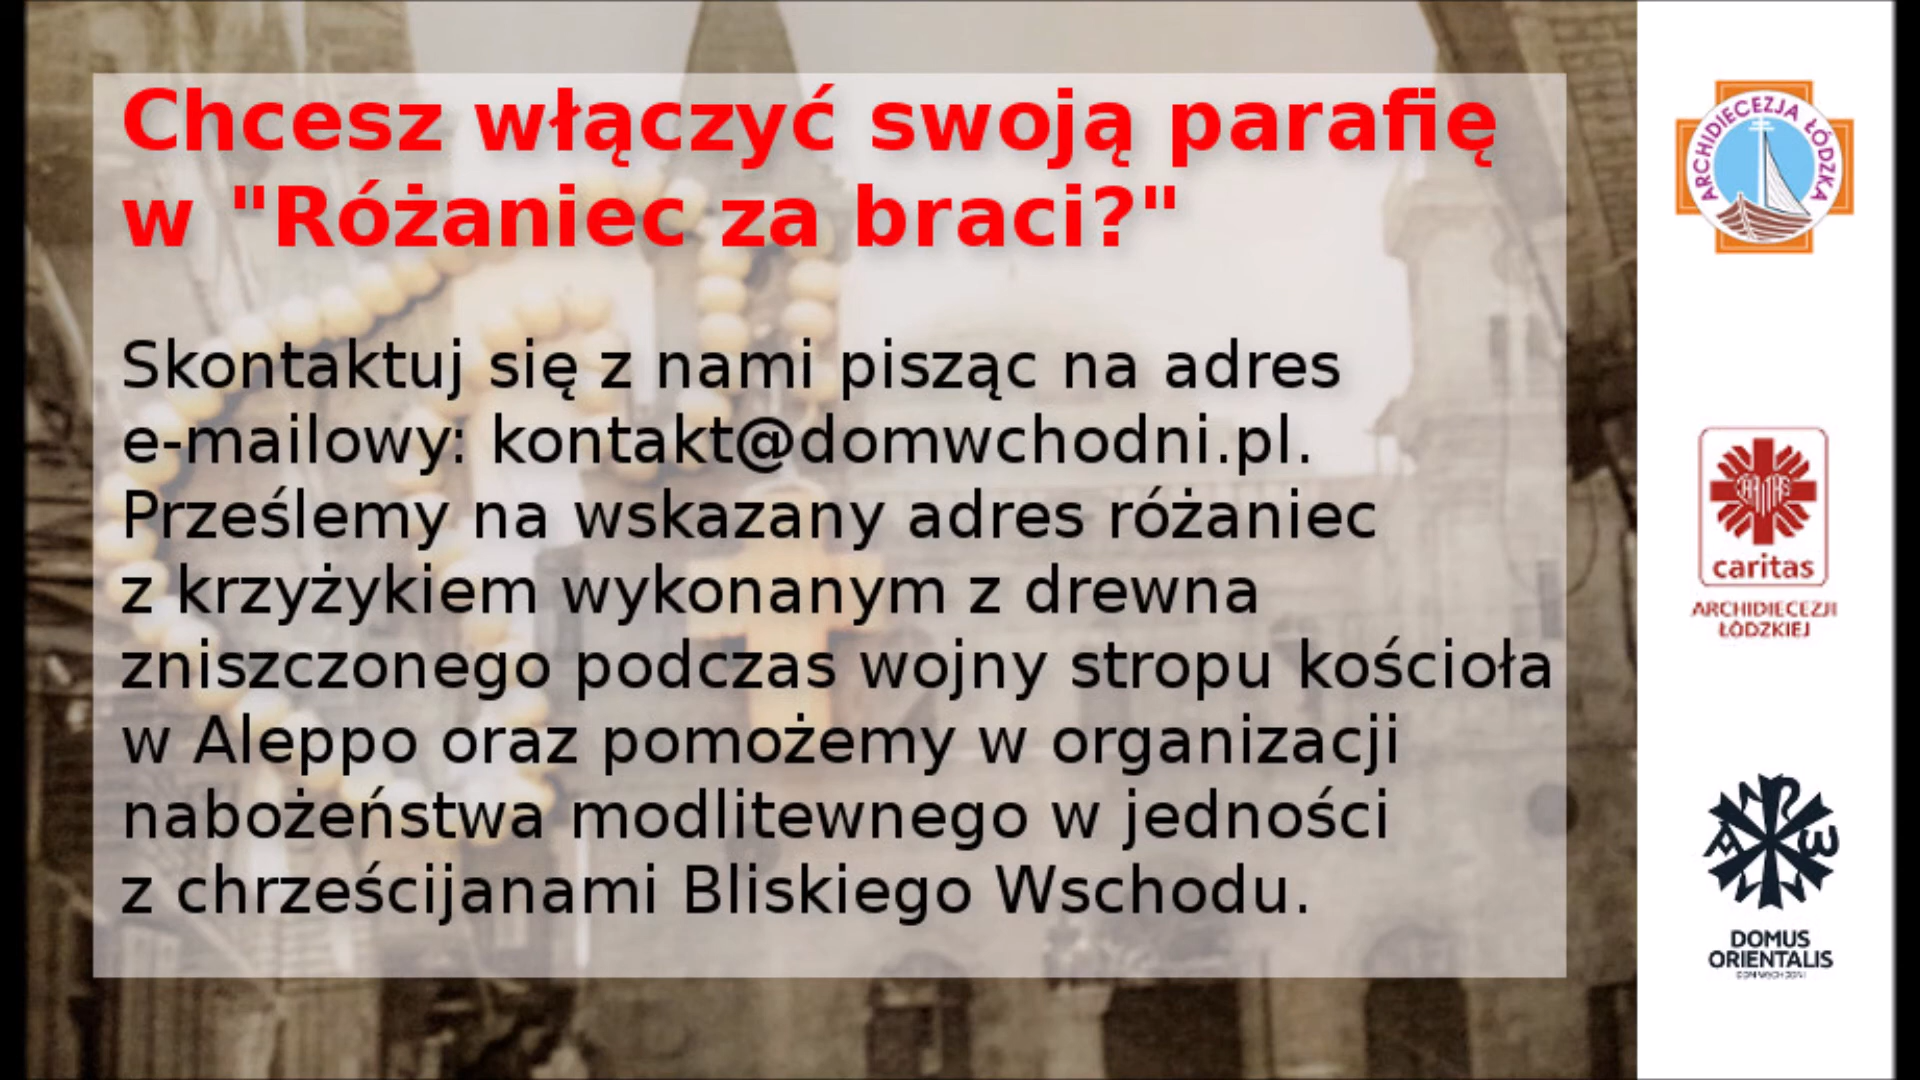 Chcesz włączyć swoją parafię
w "Różaniec za braci?"
Skontaktuj się z nami pisząc na adres
e-mailowy: kontakt@domwchodni.pl.
Prześlemy na wskazany adres różaniec
z krzyżykiem wykonanym z drewna
zniszczonego podczas wojny stropu kościoła
w Aleppo oraz pomożemy w organizacji
nabożeństwa modlitewnego w jedności
z chrześcijanami Bliskiego Wschodu.
ARCHIDIECEZJA ŁÓDZKA
caritas
ARCHIDIECEZJI
ŁÓDZKIEJ
DOMUS
ORIENTALIS